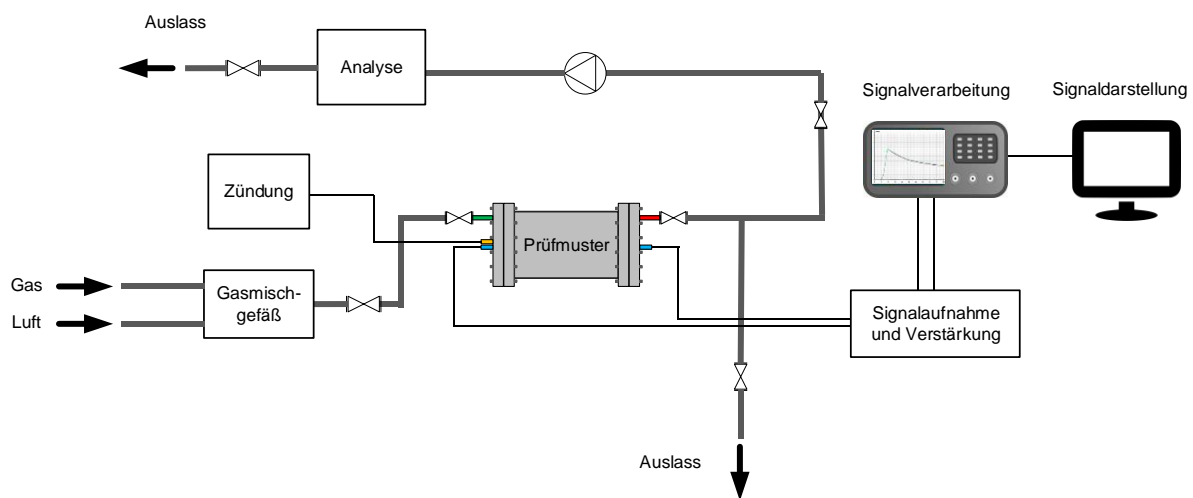 Auslass
Analyse
Signalverarbeitung
Signaldarstellung
Zündung
Prüfmuster
Gas
Luft
Gasmisch-
gefäß
Signalaufnahme
und Verstärkung
Auslass